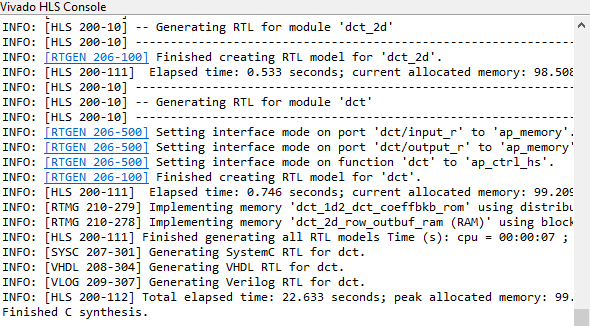 Vivado HLS Console
INFO: [HLS 200-10] -- Generating RTL for module 'dct_2d'
INFO: [HLS 200-10] ----------------------------------------------------------------
INFO: [RTGEN 206-100] Finished creating RTL model for 'dct_2d'.
INFO: [HLS 200-111]  Elapsed time: 0.533 seconds; current allocated memory: 98.508
INFO: [HLS 200-10] ----------------------------------------------------------------
INFO: [HLS 200-10] -- Generating RTL for module 'dct'
INFO: [HLS 200-10] ----------------------------------------------------------------
INFO: [RTGEN 206-500] Setting interface mode on port 'dct/input_r' to 'ap_memory'.
INFO: [RTGEN 206-500] Setting interface mode on port 'dct/output_r' to 'ap_memory'
INFO: [RTGEN 206-500] Setting interface mode on function 'dct' to 'ap_ctrl_hs'.
INFO: [RTGEN 206-100] Finished creating RTL model for 'dct'.
INFO: [HLS 200-111]  Elapsed time: 0.746 seconds; current allocated memory: 99.209
INFO: [RTMG 210-279] Implementing memory 'dct_1d2_dct_coeffbkb_rom' using distribu
INFO: [RTMG 210-278] Implementing memory 'dct_2d_row_outbuf_ram (RAM)' using block
INFO: [HLS 200-111] Finished generating all RTL models Time (s): cpu = 00:00:07 ;
INFO: [SYSC 207-301] Generating SystemC RTL for dct.
INFO: [VHDL 208-304] Generating VHDL RTL for dct.
INFO: [VLOG 209-307] Generating Verilog RTL for dct.
INFO: [HLS 200-112] Total elapsed time: 22.633 seconds; peak allocated memory: 99.
Finished C synthesis.